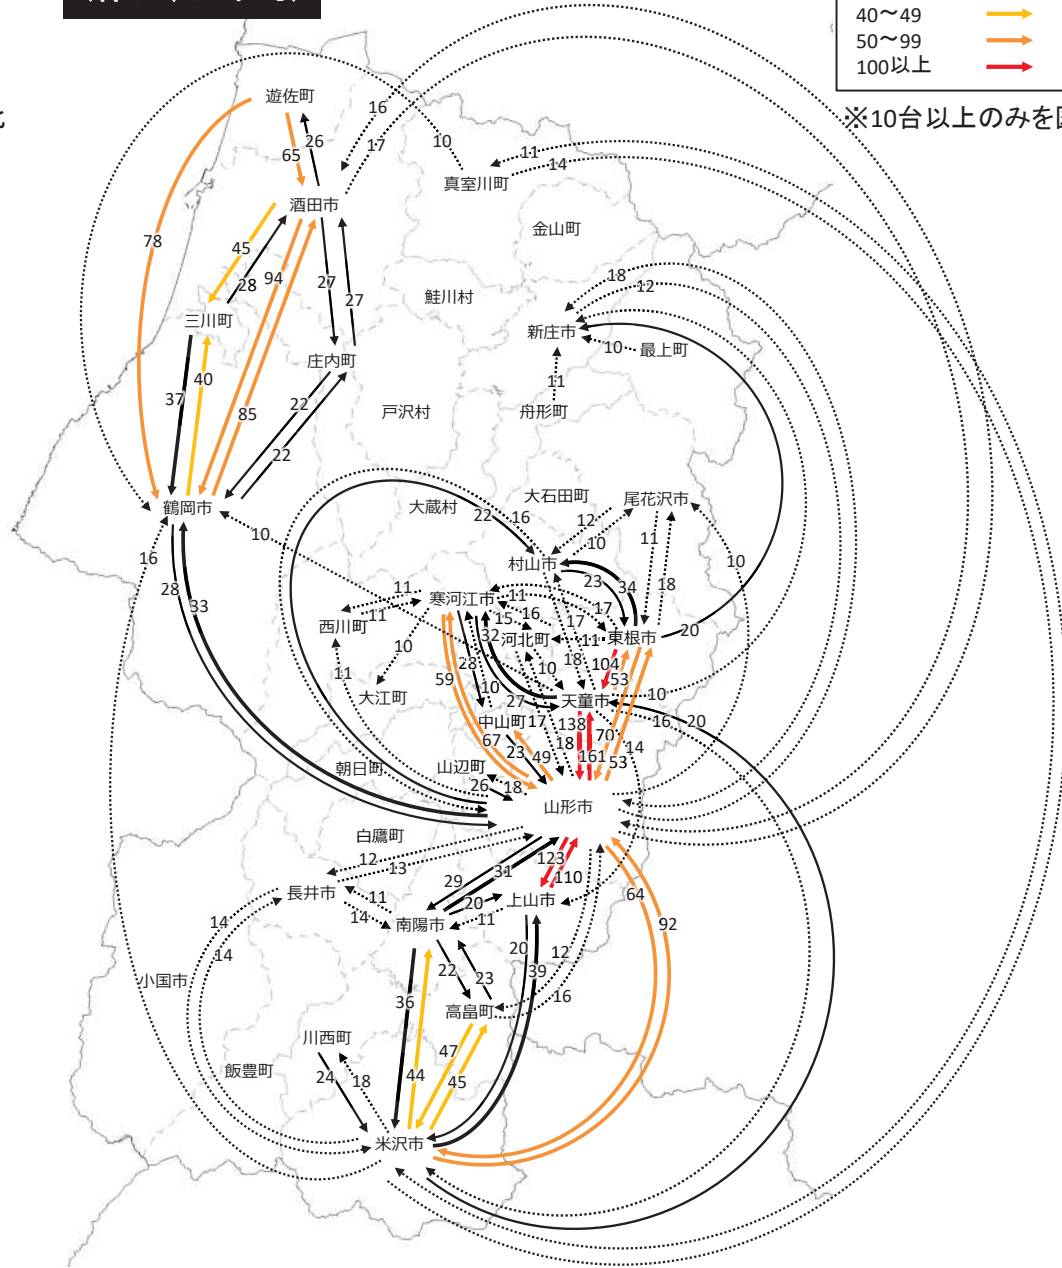 40～49
50～99
100以上
※10台以上のみを
遊佐町
16
26
17
10
65
11
14
真室川町
酒田市
金山町
78
45
28
94
27
27
18
12
鮭川村
三川町
新庄市
10
最上町
庄内町
40
11
37
22
85
戸沢村
舟形町
22
大石田町
尾花沢市
鶴岡市
大蔵村
22
16
12
10
10
11
16
村山市
10
28
11
23
34
18
33
寒河江市
11
17
11
16
15
17
西川町
32
河北町
11
東根市
20
10
28
18
10
104
11
59
53
大江町
10
27
天童市
10
中山町
17
138
16
20
67
18
70
14
23
49
161
53
朝日町
山辺町
26
18
山形市
白鷹町
12
13
123
31
29
110
長井市
11
20
上山市
64
14
14
南陽市
11
92
14
22
20
12
小国市
23
39
36
16
高畠町
川西町
47
飯豊町
24
18
44
45
米沢市